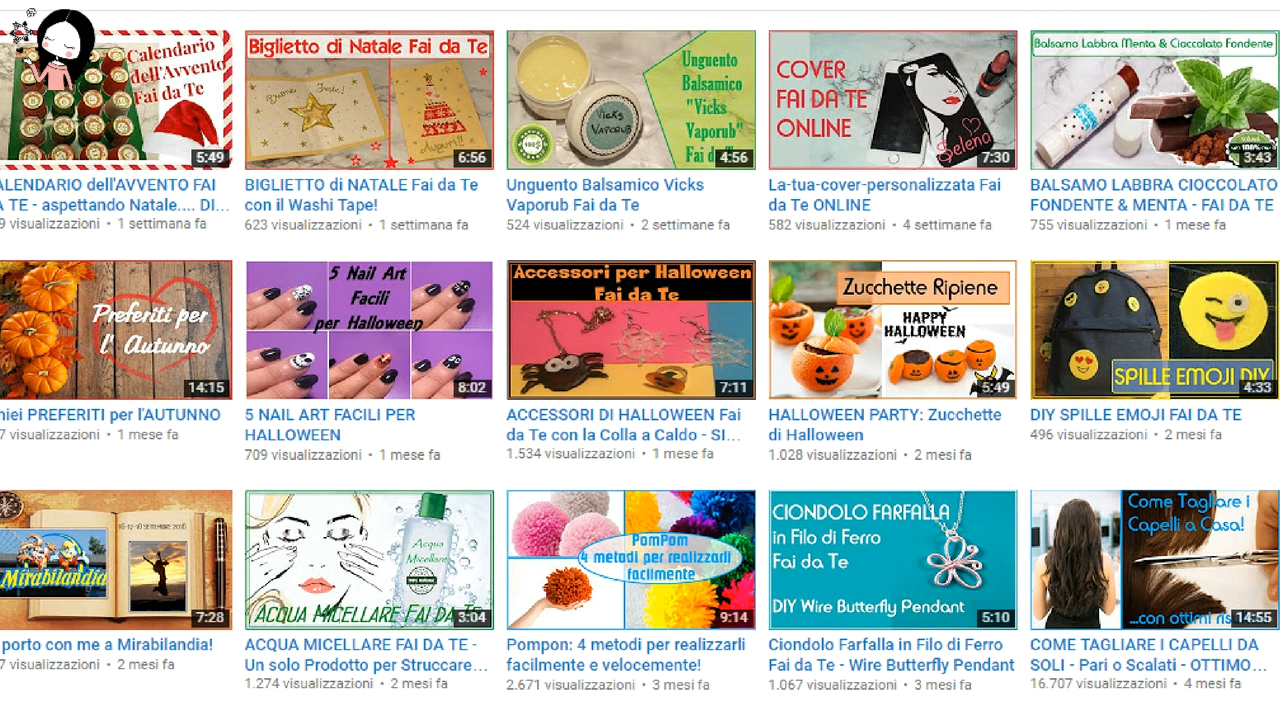 Calendario
dell'Avvento
Fai da Te
5:49
ALENDARIO dell'AVVENTO FAI
A TE - aspettando Natale.... DI...
9 visualizzazioni • 1 settimana fa
Biglietto di Natale Fai da Te
Buone Feste!
Auguri!!
6:56
BIGLIETTO di NATALE Fai da Te
con il Washi Tape!
623 visualizzazioni • 1 settimana fa
Unguento
Balsamico
"Vicks
Vaporub"
Fai d
VICKS
VAPORUB
100%
4:56
Unguento Balsamico Vicks
Vaporub Fai da Te
524 visualizzazioni • 2 settimane fa
COVER
FAI DA TE
ONLINE
Selena
7:30
La-tua-cover-personalizzata Fai
da Te ONLINE
582 visualizzazioni • 4 settimane fa
Balsamo Labbra Menta & Cioccolato Fondente
100%
3:43
BALSAMO LABBRA CIOCCOLATO
FONDENTE & MENTA - FAI DA TE
755 visualizzazioni • 1 mese fa
Preferiti per
l' Autunno
14:15
niei PREFERITI per l'AUTUNNO
7 visualizzazioni • 1 mese fa
5 Nail Art
Facili
per Halloween
8:02
5 NAIL ART FACILI PER
HALLOWEEN
709 visualizzazioni • 1 mese fa
Accessori per Halloween
Fai da Te
7:11
ACCESSORI DI HALLOWEEN Fai
da Te con la Colla a Caldo - SI...
1.534 visualizzazioni • 1 mese fa
Zucchette Ripiene
HAPPY
HALLOWEEN
5:49
HALLOWEEN PARTY: Zucchette
di Halloween
1.028 visualizzazioni • 2 mesi fa
SPILLE EMOJI DIY
4:33
DIY SPILLE EMOJI FAI DA TE
496 visualizzazioni • 2 mesi fa
16-17-18 SETTEMBRE 2016
Mirabilandia
7:28
porto con me a Mirabilandia!
7 visualizzazioni • 2 mesi fa
Acqua
Micellare
ACQUA MICELLARE FAI DA TE
3:04
ACQUA MICELLARE FAI DA TE -
Un solo Prodotto per Struccare...
1.274 visualizzazioni • 2 mesi fa
PomPom
4 metodi per realizzarli
facilmente
9:14
Pompon: 4 metodi per realizzarli
facilmente e velocemente!
2.671 visualizzazioni • 3 mesi fa
CIONDOLO FARFALLA
in Filo di Ferro
Fai da Te
DIY Wire Butterfly Pendant
5:10
Ciondolo Farfalla in Filo di Ferro
Fai da Te - Wire Butterfly Pendant
1.067 visualizzazioni • 3 mesi fa
Come Tagliare i
Capelli a Casa!
...con ottimi ris
14:55
COME TAGLIARE I CAPELLI DA
SOLI - Pari o Scalati - OTTIMO...
16.707 visualizzazioni • 4 mesi fa